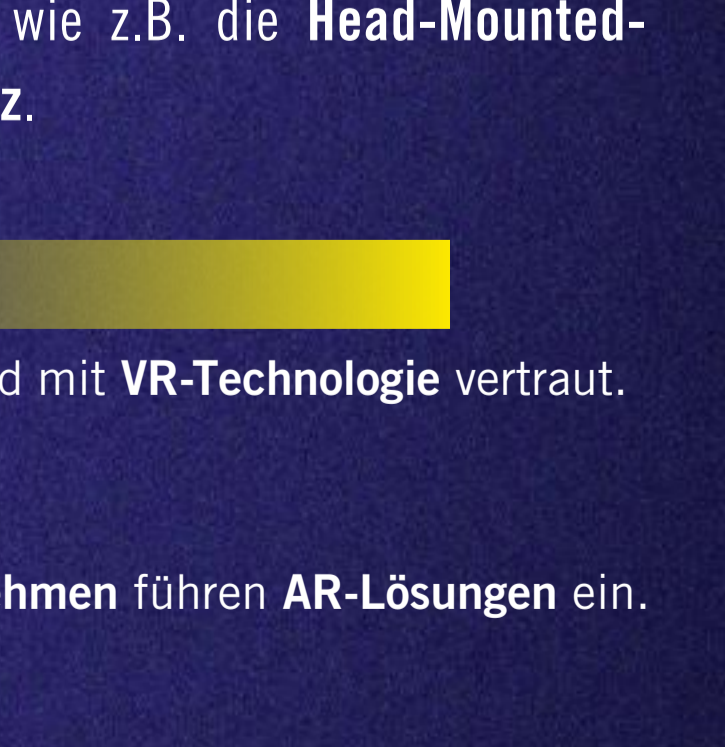 wie z.B. die Head-Mounted-
z.
d mit VR-Technologie vertraut.
hmen führen AR-Lösungen ein.